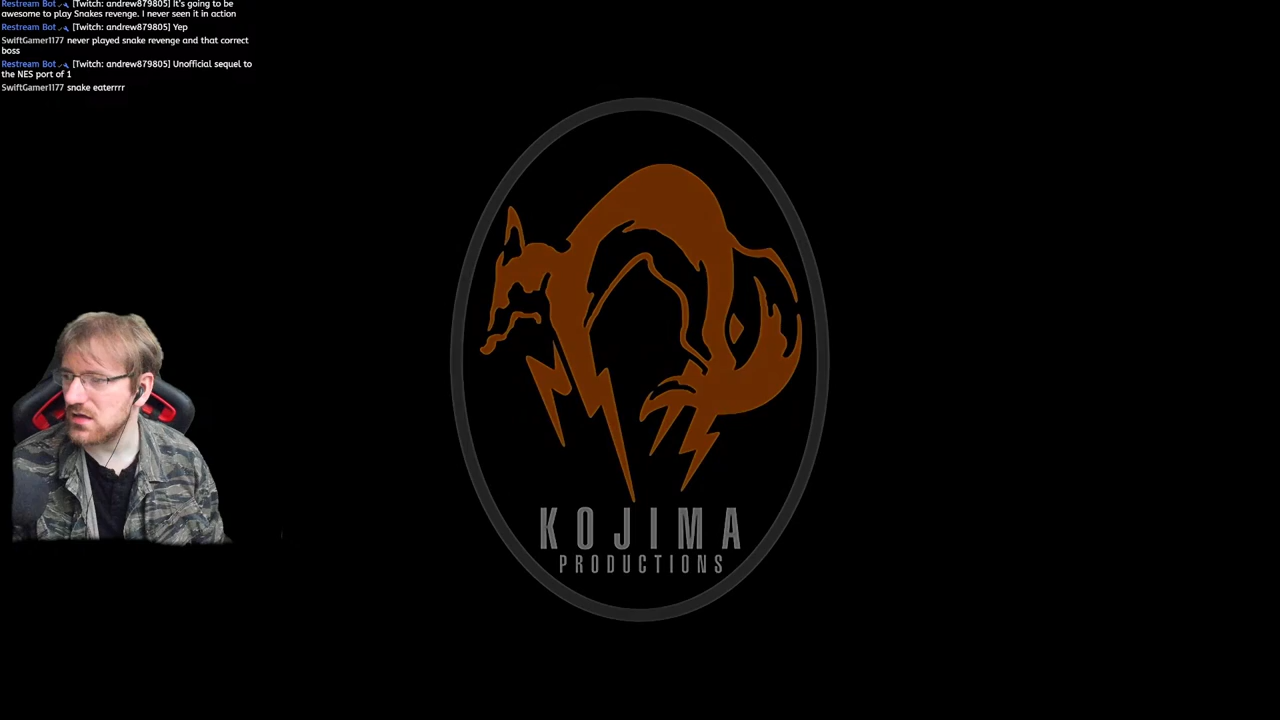 Restream Bot [Twitch: andrew879805] It's going to be
awesome to play Snakes revenge. I never seen it in action
Restream Bot [Twitch: andrew879805] Yep
SwiftGamer1177 never played snake revenge and that correct
boss
Restream Bot [Twitch: andrew879805] Unofficial sequel to
the NES port of 1
SwiftGamer1177 snake eaterrrr
KOJIMA
PRODUCTIONS